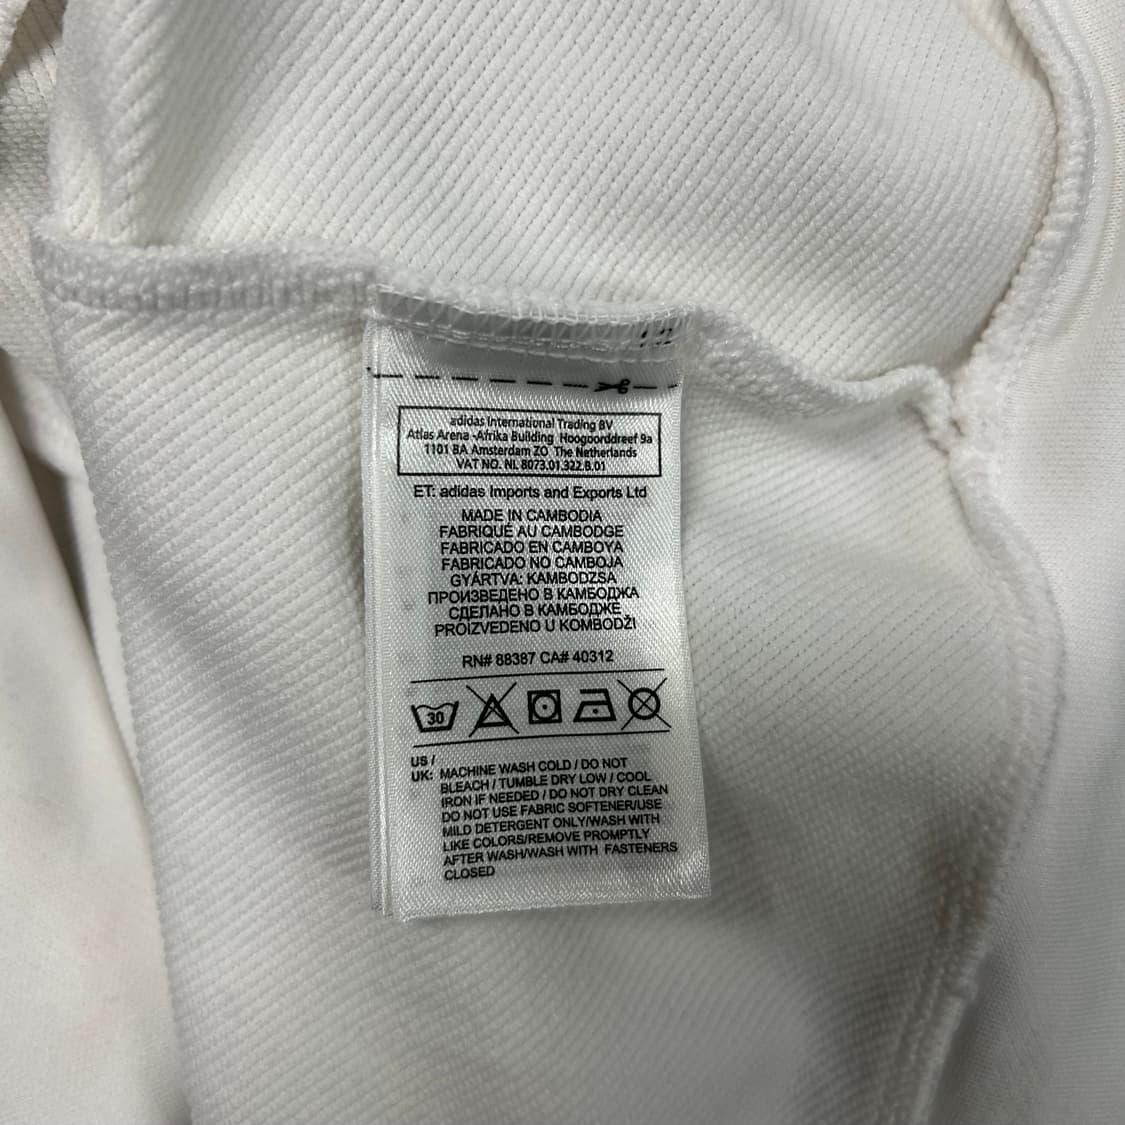 adidas International Trading BV
Atlas Arena -Afrika Building Hoogoorddreef 9a
1101 BA Amsterdam ZO The Netherlands
VAT NO. NL 8073.01.322.B.01
ET: adidas Imports and Exports Ltd
MADE IN CAMBODIA
FABRIQUÉ AU CAMBODGE
FABRICADO EN CAMBOYA
FABRICADO NO CAMBOJA
GYÁRTVA: KAMBODZSA
ПРОИЗВЕДЕНО В КАМБОДЖА
СДЕЛАНО В КАМБОДЖЕ
PROIZVEDENO U KOMBODŽI
RN# 88387 CA# 40312
30
US /
UK: MACHINE WASH COLD / DO NOT
BLEACH / TUMBLE DRY LOW / COOL
IRON IF NEEDED / DO NOT DRY CLEAN
DO NOT USE FABRIC SOFTENER/USE
MILD DETERGENT ONLY/WASH WITH
LIKE COLORS/REMOVE PROMPTLY
AFTER WASH/WASH WITH FASTENERS
CLOSED